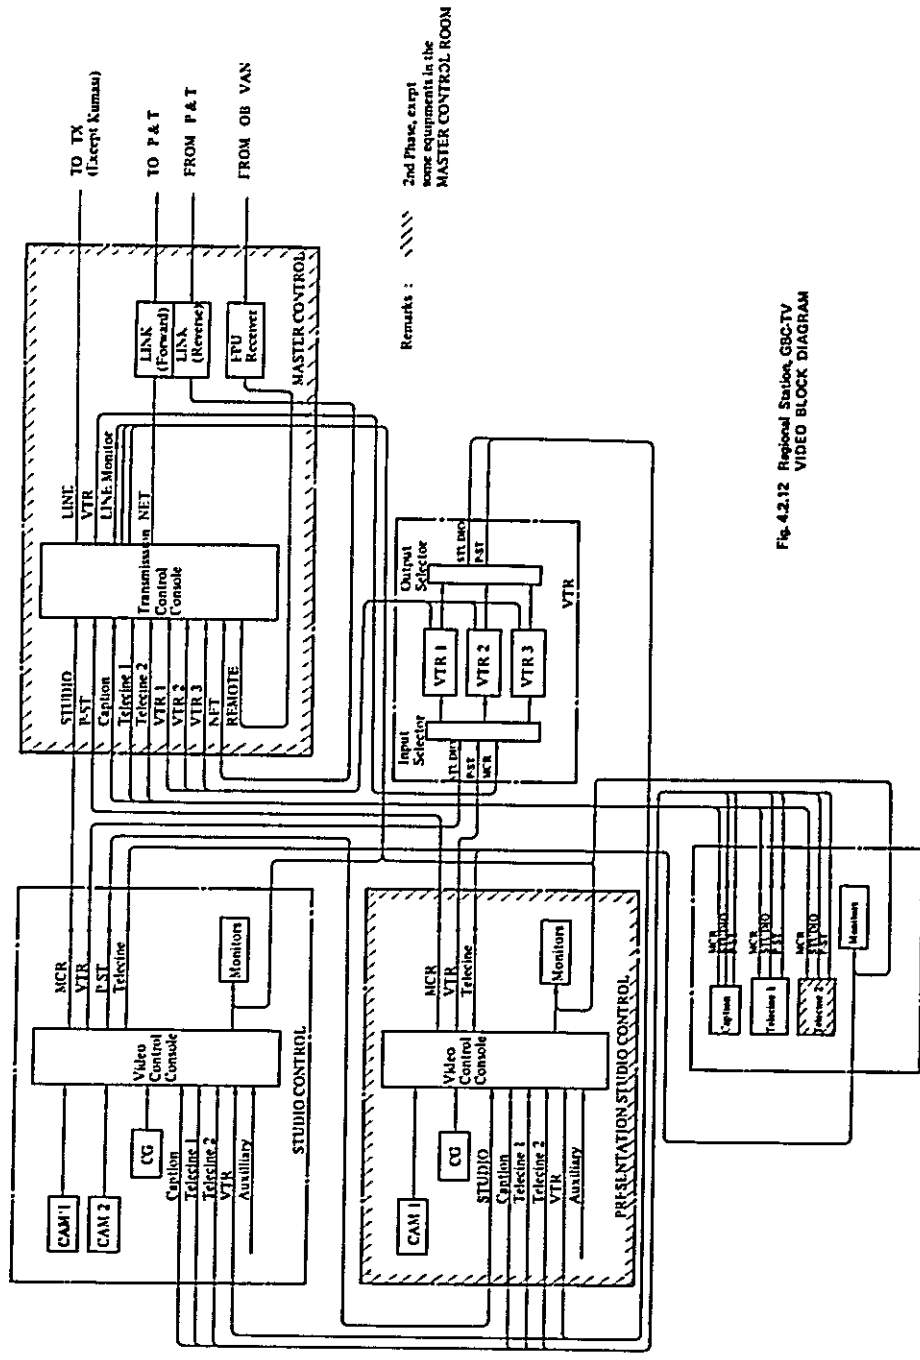 TO TX
(Except Kumasi)
TO P & T
FROM P & T
FROM OB VAN
MASTER CONTROL
LINK
(Forward)
LINK
(Reverse)
FPU
Receiver
LINE
VTR
LINE Monitor
NET
Transmission
Control
Console
STUDIO
P-ST
Caption
Telecine 1
Telecine 2
VTR 1
VTR 2
VTR 3
NET
REMOTE
Remarks :
2nd Phase, exept
some equipments in the
MASTER CONTROL ROOM
VTR
Output
Selector
STUDIO
P-ST
VTR 1
VTR 2
VTR 3
Input
Selector
STUDIO
P-ST
MCR
STUDIO CONTROL
MCR
VTR
P-ST
Telecine
Monitors
Video
Control
Console
CAM 1
CAM 2
CG
Caption
Telecine 1
Telecine 2
VTR
Auxiliary
PRESENTATION STUDIO CONTROL
MCR
VTR
Telecine
Monitors
Video
Control
Console
CAM 1
CG
STUDIO
Caption
Telecine 1
Telecine 2
VTR
Auxiliary
MCR
STUDIO
P-ST
MCR
STUDIO
P-ST
MCR
STUDIO
P-ST
Caption
Telecine 1
Telecine 2
Monitors
Fig. 4.2.12 Regional Station, GBC-TV
VIDEO BLOCK DIAGRAM